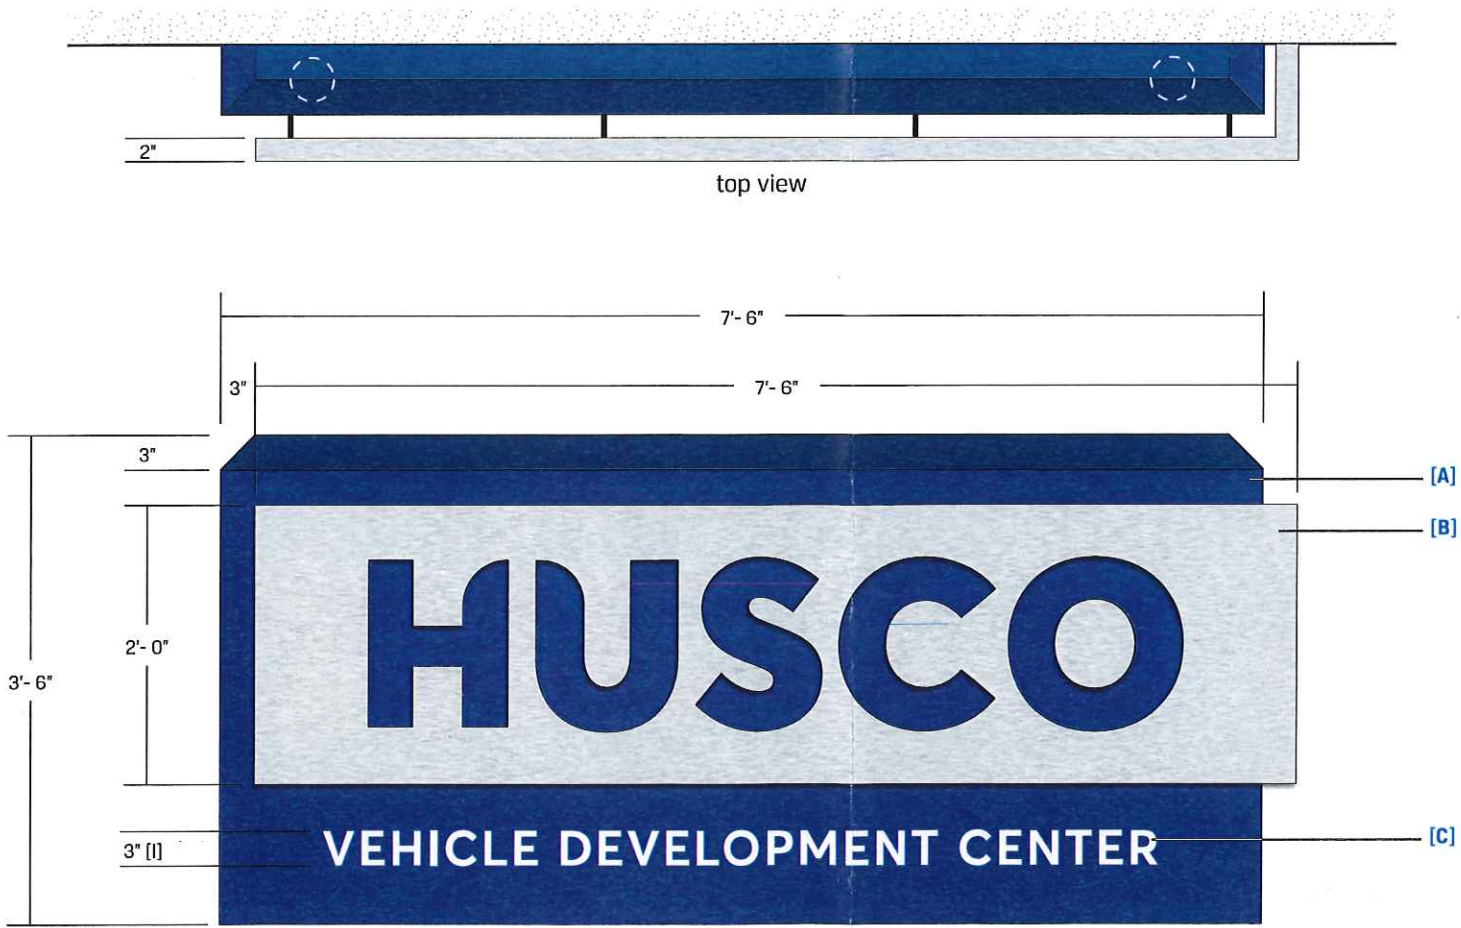 2"
top view
7'- 6"
3" 7'- 6"
3"
[A]
[B]
HUSCO
2'- 0"
3'- 6"
VEHICLE DEVELOPMENT CENTER
3" [I]
[C]